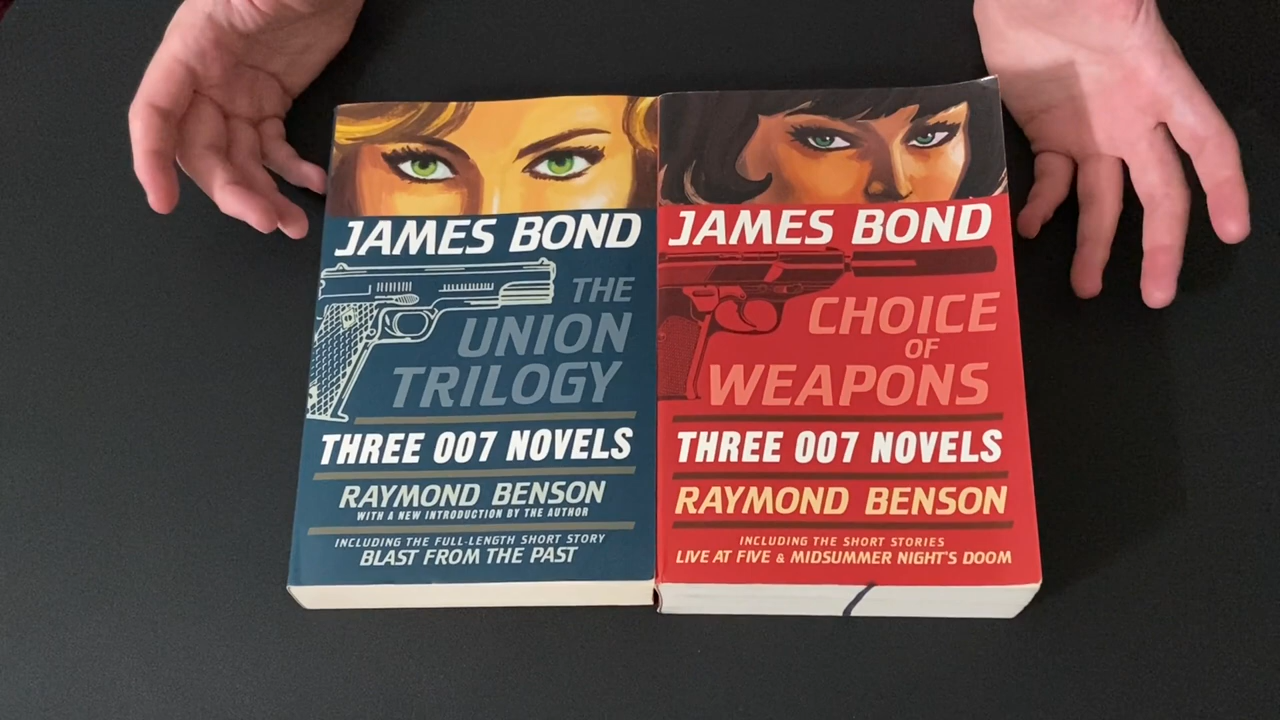 JAMES BOND
THE
UNION
TRILOGY
THREE 007 NOVELS
RAYMOND BENSON
WITH A NEW INTRODUCTION BY THE AUTHOR
INCLUDING THE FULL-LENGTH SHORT STORY
BLAST FROM THE PAST
JAMES BOND
CHOICE
OF
WEAPONS
THREE 007 NOVELS
RAYMOND BENSON
INCLUDING THE SHORT STORIES
LIVE AT FIVE & MIDSUMMER NIGHT'S DOOM